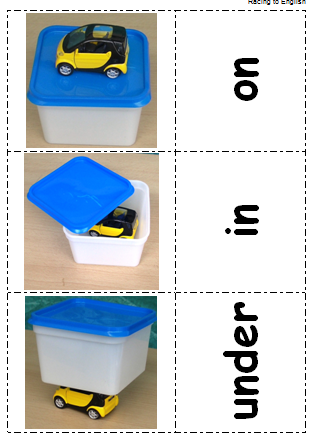 Racing to English
on
in
under